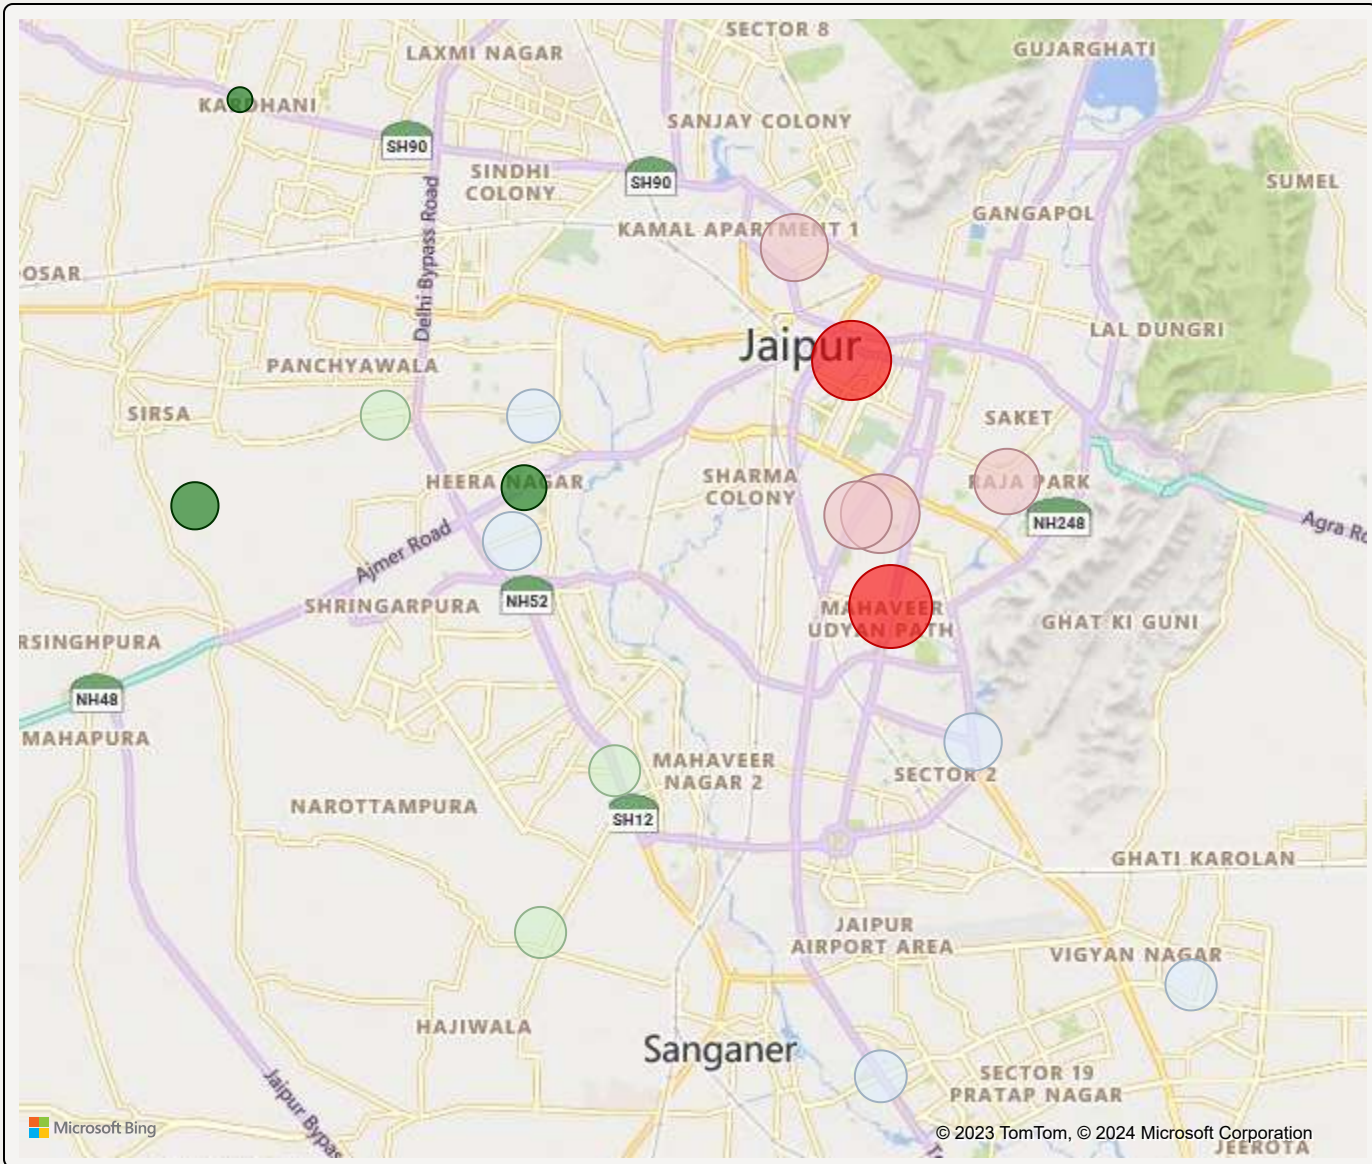 SECTOR 8
GUJARGHATI
LAXMI NAGAR
KARDHANI
SANJAY COLONY
SH90
SINDHI
COLONY
SH90
SUMEL
GANGAPOL
KAMAL APARTMENT 1
Delhi Bypass Road
OSAR
LAL DUNGRI
Jaipur
PANCHYAWALA
SIRSA
SAKET
HEERA NAGAR
SHARMA
COLONY
RAJA PARK
NH248
Agra Ro
Ajmer Road
NH52
SHRINGARPURA
MAHAVEER
UDYAN PATH
GHAT KI GUNI
RSINGHPURA
NH48
MAHAPURA
MAHAVEER
NAGAR 2
SECTOR 2
NAROTTAMPURA
SH12
GHATI KAROLAN
JAIPUR
AIRPORT AREA
VIGYAN NAGAR
HAJIWALA
Sanganer
SECTOR 19
PRATAP NAGAR
Jaipur Bypas
Microsoft Bing
© 2023 TomTom, © 2024 Microsoft Corporation
JEEROTA